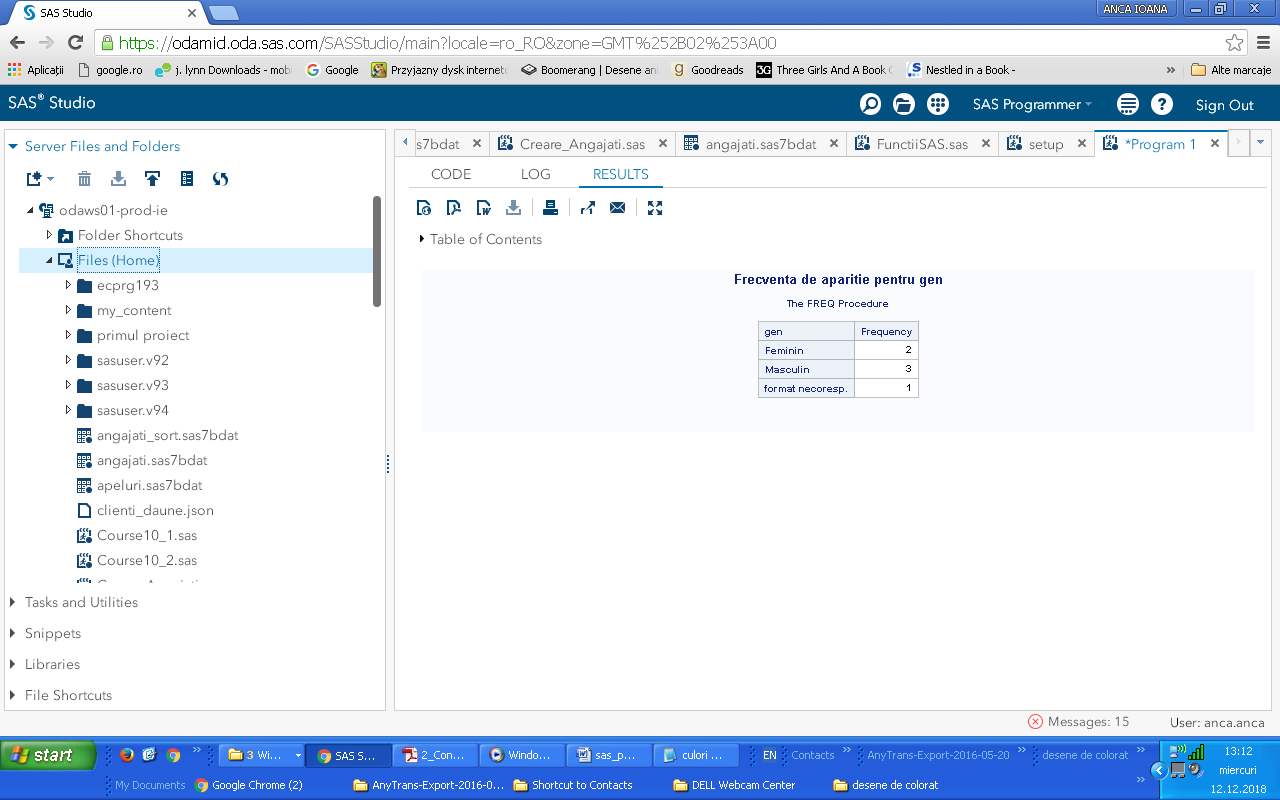 SAS Studio
ANCA IOANA
https://odamid.oda.sas.com/SASStudio/main?locale=ro_RO&zone=GMT%252B02%253A00
Aplicații google.ro j. lynn Downloads - mobi Google Przyjazny dysk interneto Boomerang | Desene ani Goodreads Three Girls And A Book C Nestled in a Book - » Alte marcaje
SAS® Studio
SAS Programmer
Sign Out
Server Files and Folders
odaws01-prod-ie
Folder Shortcuts
Files (Home)
ecprg193
my_content
primul proiect
sasuser.v92
sasuser.v93
sasuser.v94
angajati_sort.sas7bdat
angajati.sas7bdat
apeluri.sas7bdat
clienti_daune.json
Course10_1.sas
Course10_2.sas
Tasks and Utilities
Snippets
Libraries
File Shortcuts
s7bdat Creare_Angajati.sas angajati.sas7bdat FunctiiSAS.sas setup *Program 1
CODE LOG RESULTS
Table of Contents
Frecventa de aparitie pentru gen
The FREQ Procedure
gen Frequency
Feminin 2
Masculin 3
format necoresp. 1
Messages: 15
User: anca.anca
start
3 Wi... SAS S... 2_Con... Windo... sas_p... culori ... EN Contacts » AnyTrans-Export-2016-05-20 » desene de colorat »
My Documents Google Chrome (2) AnyTrans-Export-2016-0... Shortcut to Contacts DELL Webcam Center desene de colorat »
13:12
miercuri
12.12.2018